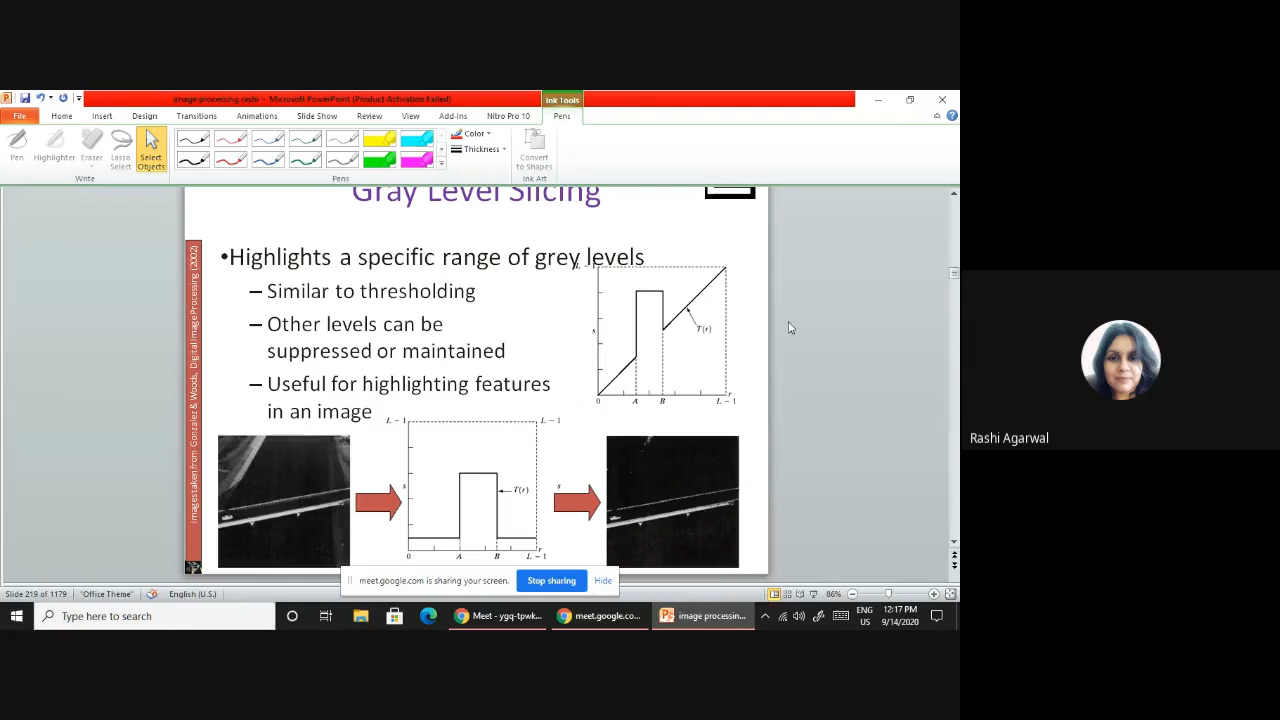 image processing rashi - Microsoft PowerPoint (Product Activation Failed)
Ink Tools
File Home Insert Design Transitions Animations Slide Show Review View Add-Ins Nitro Pro 10 Pens
Pen Highlighter Eraser Lasso Select Select Objects
Color
Thickness
Convert to Shapes
Write Pens Ink Art
Gray Level Slicing
•Highlights a specific range of grey levels
– Similar to thresholding
– Other levels can be
suppressed or maintained
– Useful for highlighting features
in an image
Images taken from Gonzalez & Woods, Digital Image Processing (2002)
L – 1
s
T(r)
r
0 A B L – 1
L – 1 L – 1
s s
T(r)
r
0 A B L – 1
Rashi Agarwal
meet.google.com is sharing your screen. Stop sharing Hide
Slide 219 of 1179 "Office Theme" English (U.S.) 86%
Type here to search
Meet - ygq-tpwk... meet.google.co... image processin...
ENG
US
12:17 PM
9/14/2020